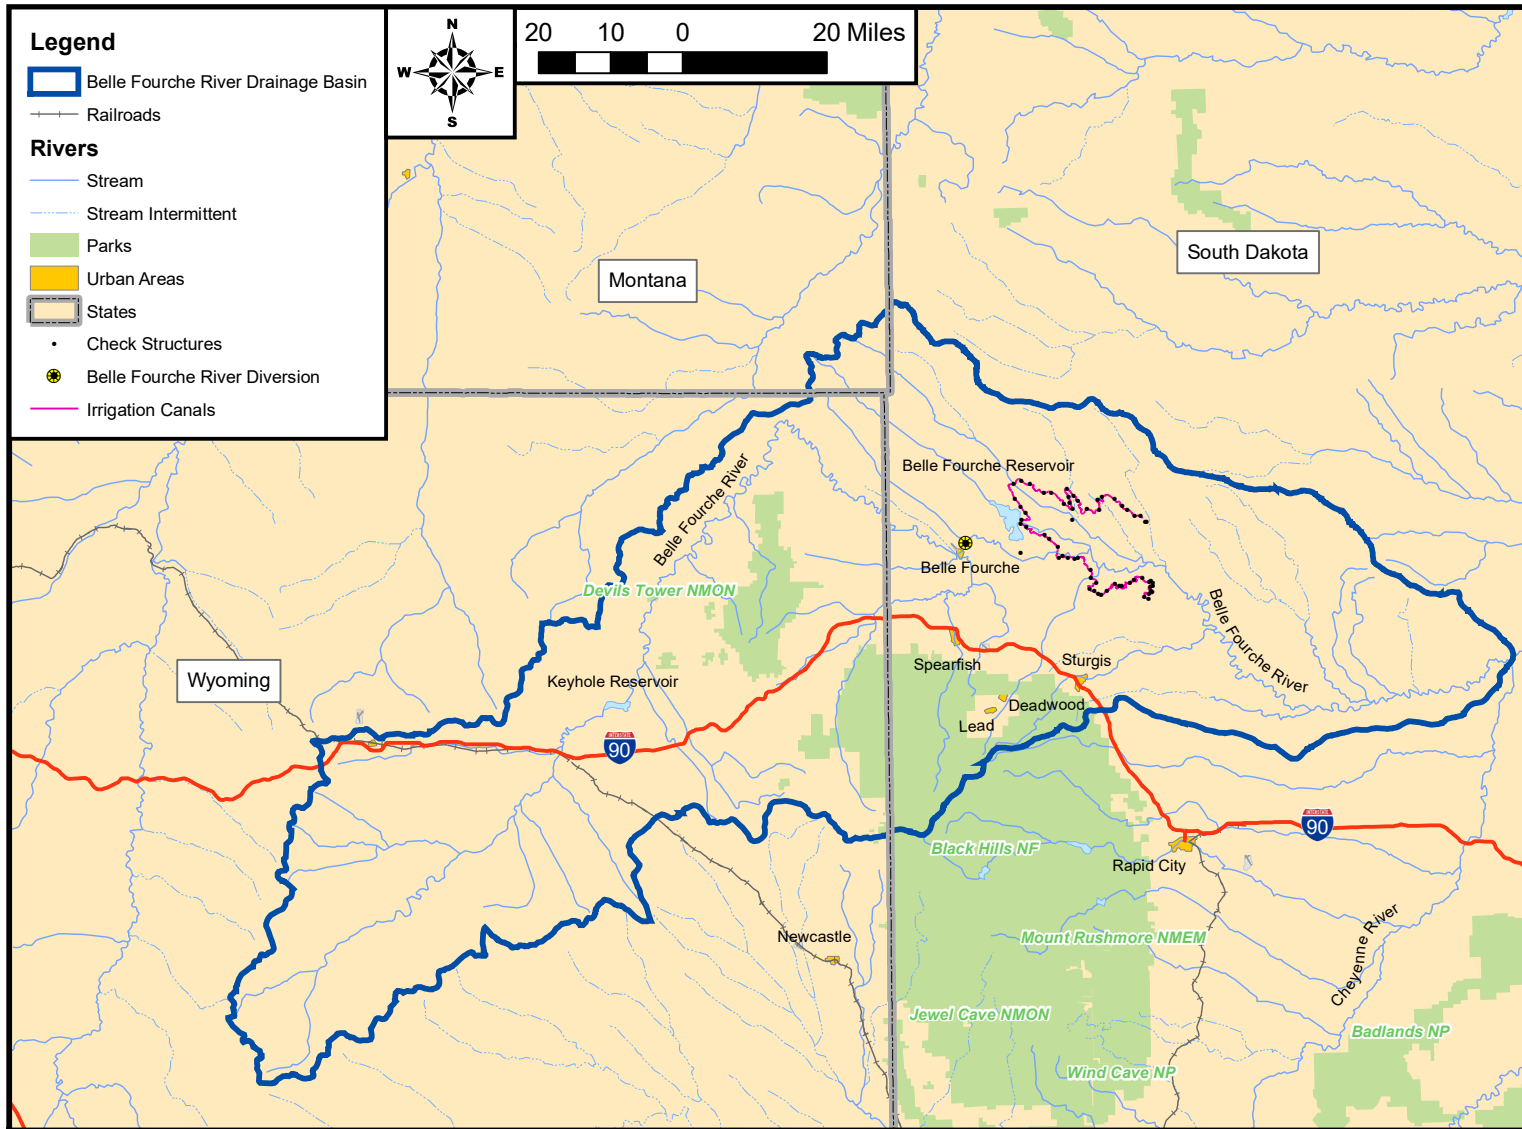 Legend
Belle Fourche River Drainage Basin
Railroads
Rivers
Stream
Stream Intermittent
Parks
Urban Areas
States
Check Structures
Belle Fourche River Diversion
Irrigation Canals
N
W E
S
20 10 0 20 Miles
Montana
South Dakota
Wyoming
Belle Fourche River
Belle Fourche Reservoir
Belle Fourche
Devils Tower NMON
Belle Fourche River
Spearfish
Sturgis
Keyhole Reservoir
Deadwood
Lead
INTERSTATE
90
INTERSTATE
90
Black Hills NF
Rapid City
Newcastle
Mount Rushmore NMEM
Cheyenne River
Jewel Cave NMON
Badlands NP
Wind Cave NP